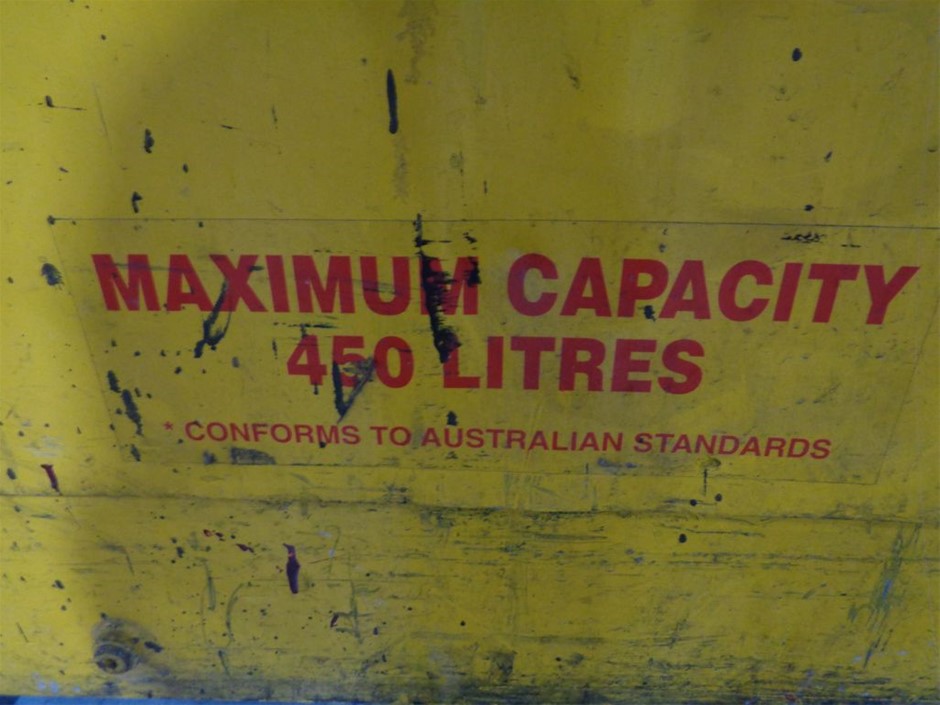 MAXIMUM CAPACITY
450 LITRES
* CONFORMS TO AUSTRALIAN STANDARDS